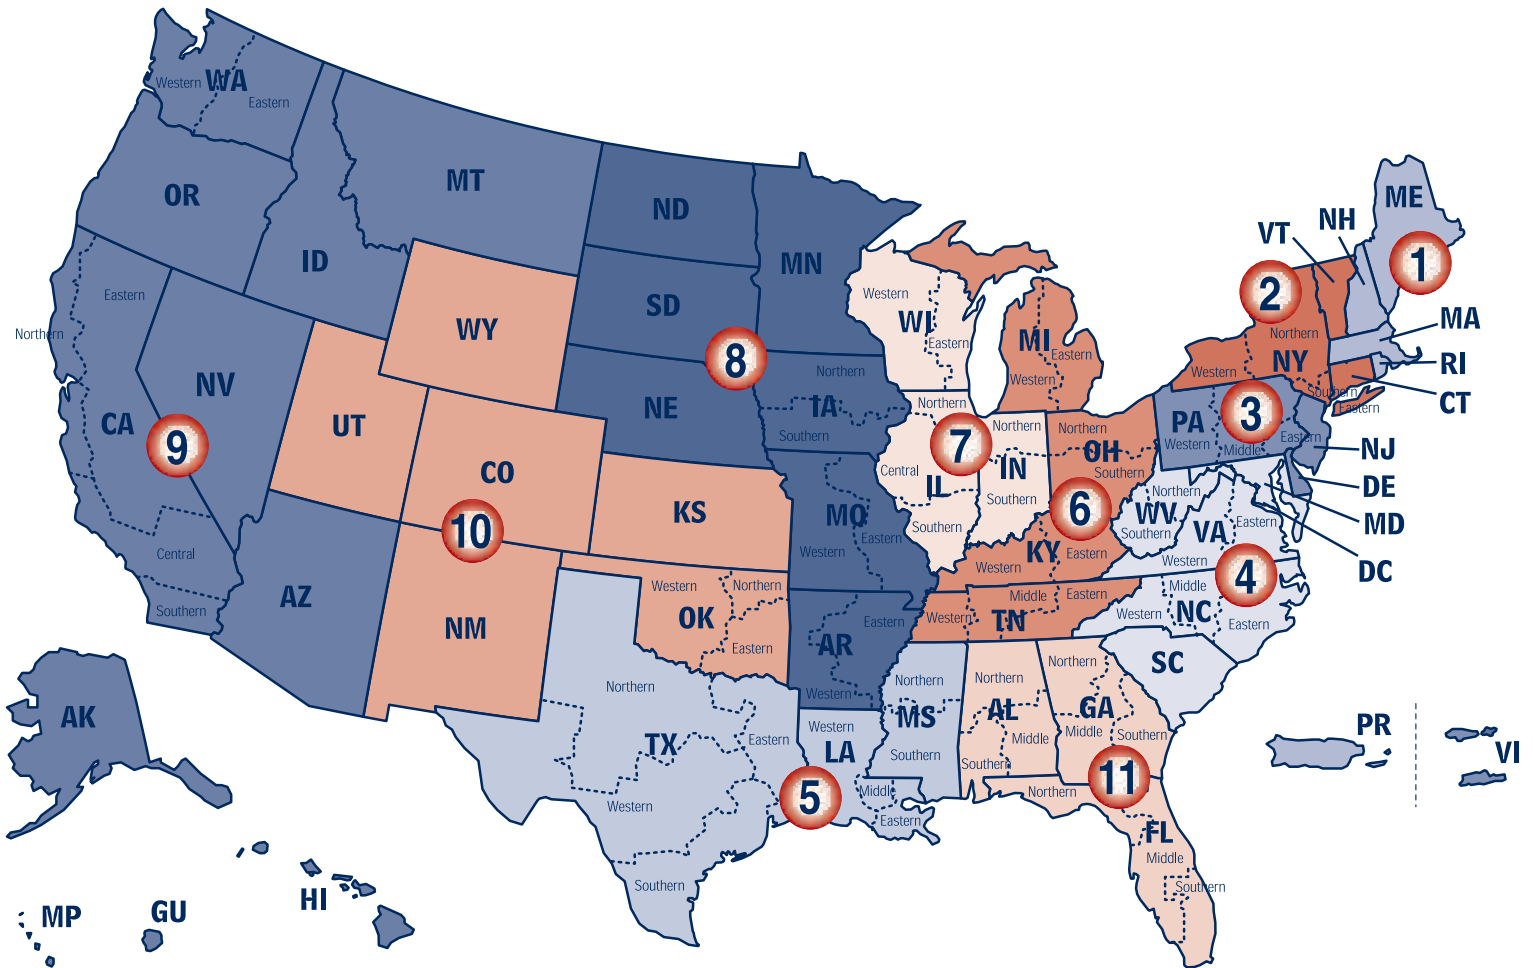 WA
Western
Eastern
OR
MT
ID
ND
MN
SD
WY
NE
8
Northern
IA
Southern
Eastern
Northern
NV
CA
9
UT
CO
KS
10
Central
Southern
AZ
NM
MO
Western
Eastern
Western
Northern
OK
Eastern
AR
Eastern
Western
Northern
TX
Eastern
Western
Southern
Western
LA
5
Middle
Eastern
Northern
MS
Southern
Northern
AL
Middle
Southern
Northern
GA
Middle
Southern
11
Northern
FL
Middle
Southern
Western
WI
Eastern
MI
Eastern
Western
Northern
7
Central
IL
Southern
Northern
IN
Southern
Northern
OH
Southern
6
KY
Western
Eastern
Middle
Eastern
Western
TN
Northern
WV
Southern
VA
Eastern
Western
4
Middle
NC
Western
Eastern
SC
ME
NH
VT
1
2
Northern
NY
Western
Southern
Eastern
MA
RI
CT
3
PA
Western
Middle
Eastern
NJ
DE
MD
DC
PR
VI
AK
HI
GU
MP